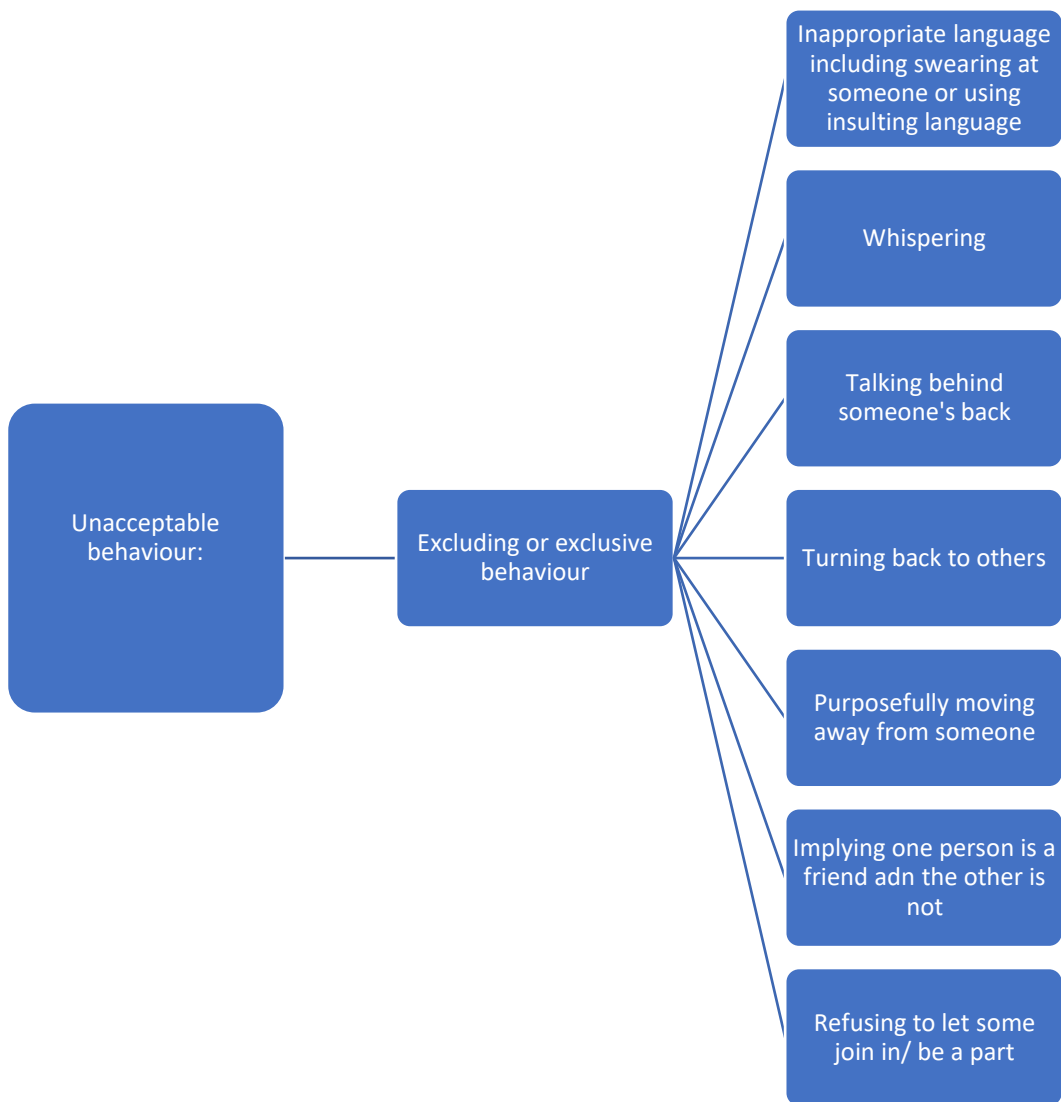 Unacceptable
behaviour:
Excluding or exclusive
behaviour
Inappropriate language
including swearing at
someone or using
insulting language
Whispering
Talking behind
someone's back
Turning back to others
Purposefully moving
away from someone
Implying one person is a
friend adn the other is
not
Refusing to let some
join in/ be a part